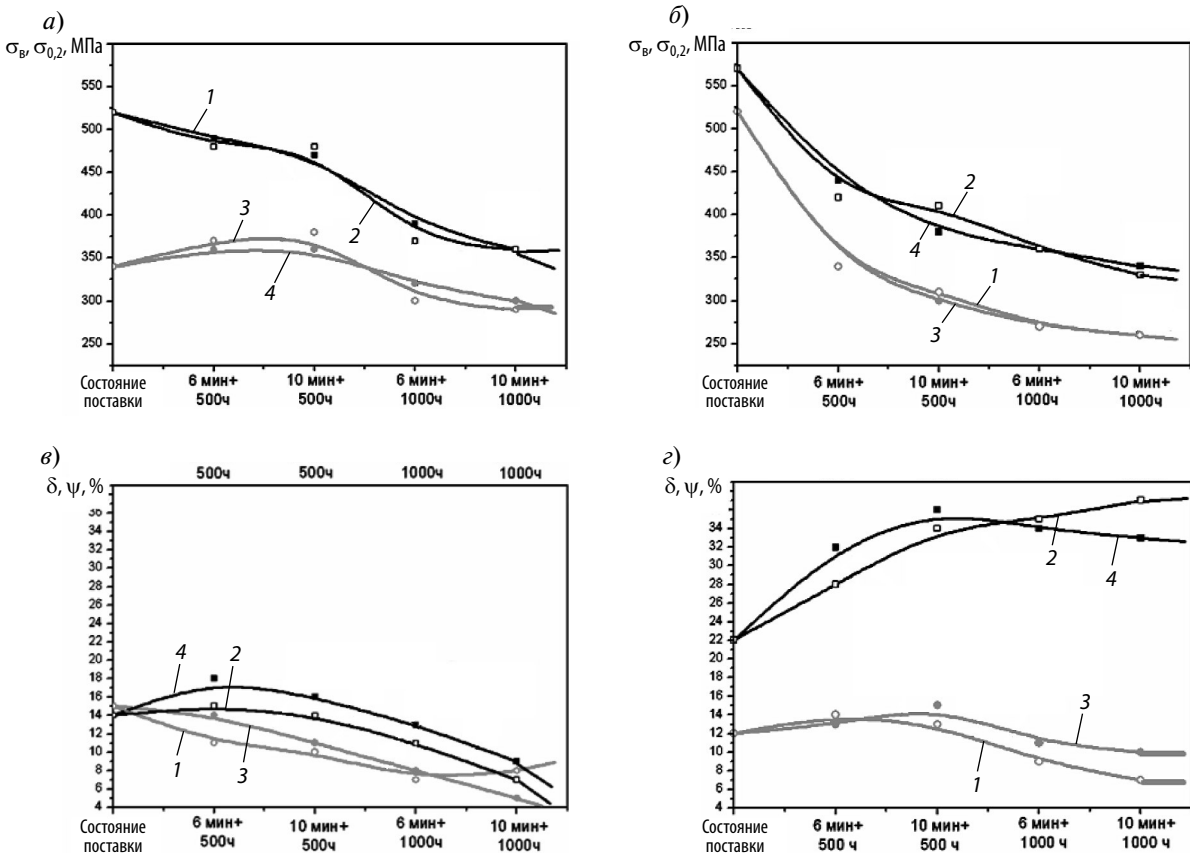 а)
σв, σ0,2, МПа
550
500
450
400
350
300
250
1
2
3
4
Состояние поставки
6 мин+ 500ч
10 мин+ 500ч
6 мин+ 1000ч
10 мин+ 1000ч
б)
σв, σ0,2, МПа
550
500
450
400
350
300
250
2
4
1
3
Состояние поставки
6 мин+ 500ч
10 мин+ 500ч
6 мин+ 1000ч
10 мин+ 1000ч
в)
500ч
500ч
1000ч
1000ч
δ, ψ, %
36
34
32
30
28
26
24
22
20
18
16
14
12
10
8
6
4
4
2
1
3
Состояние поставки
6 мин+ 500ч
10 мин+ 500ч
6 мин+ 1000ч
10 мин+ 1000ч
г)
δ, ψ, %
34
32
30
28
26
24
22
20
18
16
14
12
10
8
6
4
2
4
3
1
Состояние поставки
6 мин+ 500 ч
10 мин+ 500 ч
6 мин+ 1000 ч
10 мин+ 1000 ч